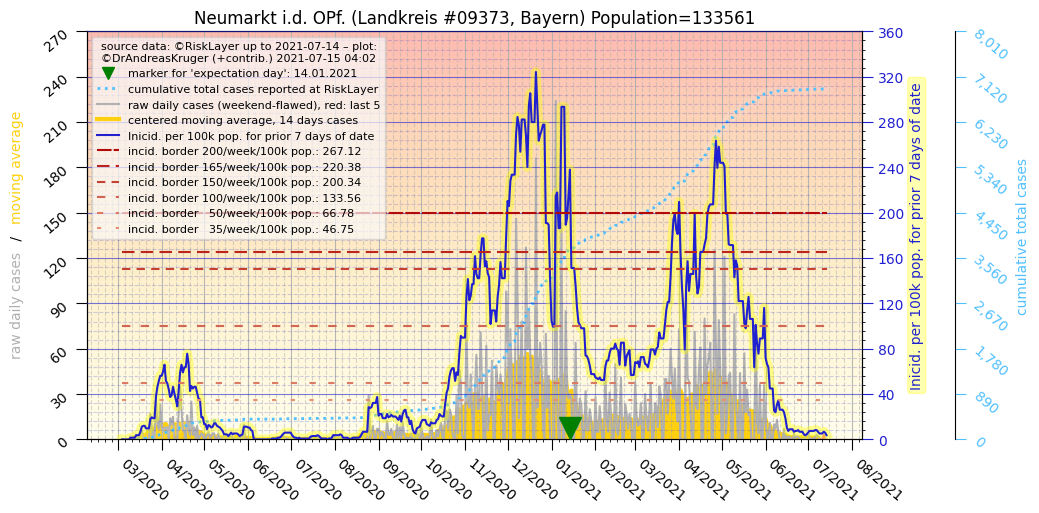 Neumarkt i.d. OPf. (Landkreis #09373, Bayern) Population=133561
source data: ©RiskLayer up to 2021-07-14 – plot:
©DrAndreasKruger (+contrib.) 2021-07-15 04:02
marker for 'expectation day': 14.01.2021
cumulative total cases reported at RiskLayer
raw daily cases (weekend-flawed), red: last 5
centered moving average, 14 days cases
Inicid. per 100k pop. for prior 7 days of date
incid. border 200/week/100k pop.: 267.12
incid. border 165/week/100k pop.: 220.38
incid. border 150/week/100k pop.: 200.34
incid. border 100/week/100k pop.: 133.56
incid. border   50/week/100k pop.: 66.78
incid. border   35/week/100k pop.: 46.75
raw daily cases / moving average
270
240
210
180
150
120
90
60
30
0
360
320
280
240
200
160
120
80
40
0
Inicid. per 100k pop. for prior 7 days of date
8,010
7,120
6,230
5,340
4,450
3,560
2,670
1,780
890
0
cumulative total cases
03/2020
04/2020
05/2020
06/2020
07/2020
08/2020
09/2020
10/2020
11/2020
12/2020
01/2021
02/2021
03/2021
04/2021
05/2021
06/2021
07/2021
08/2021